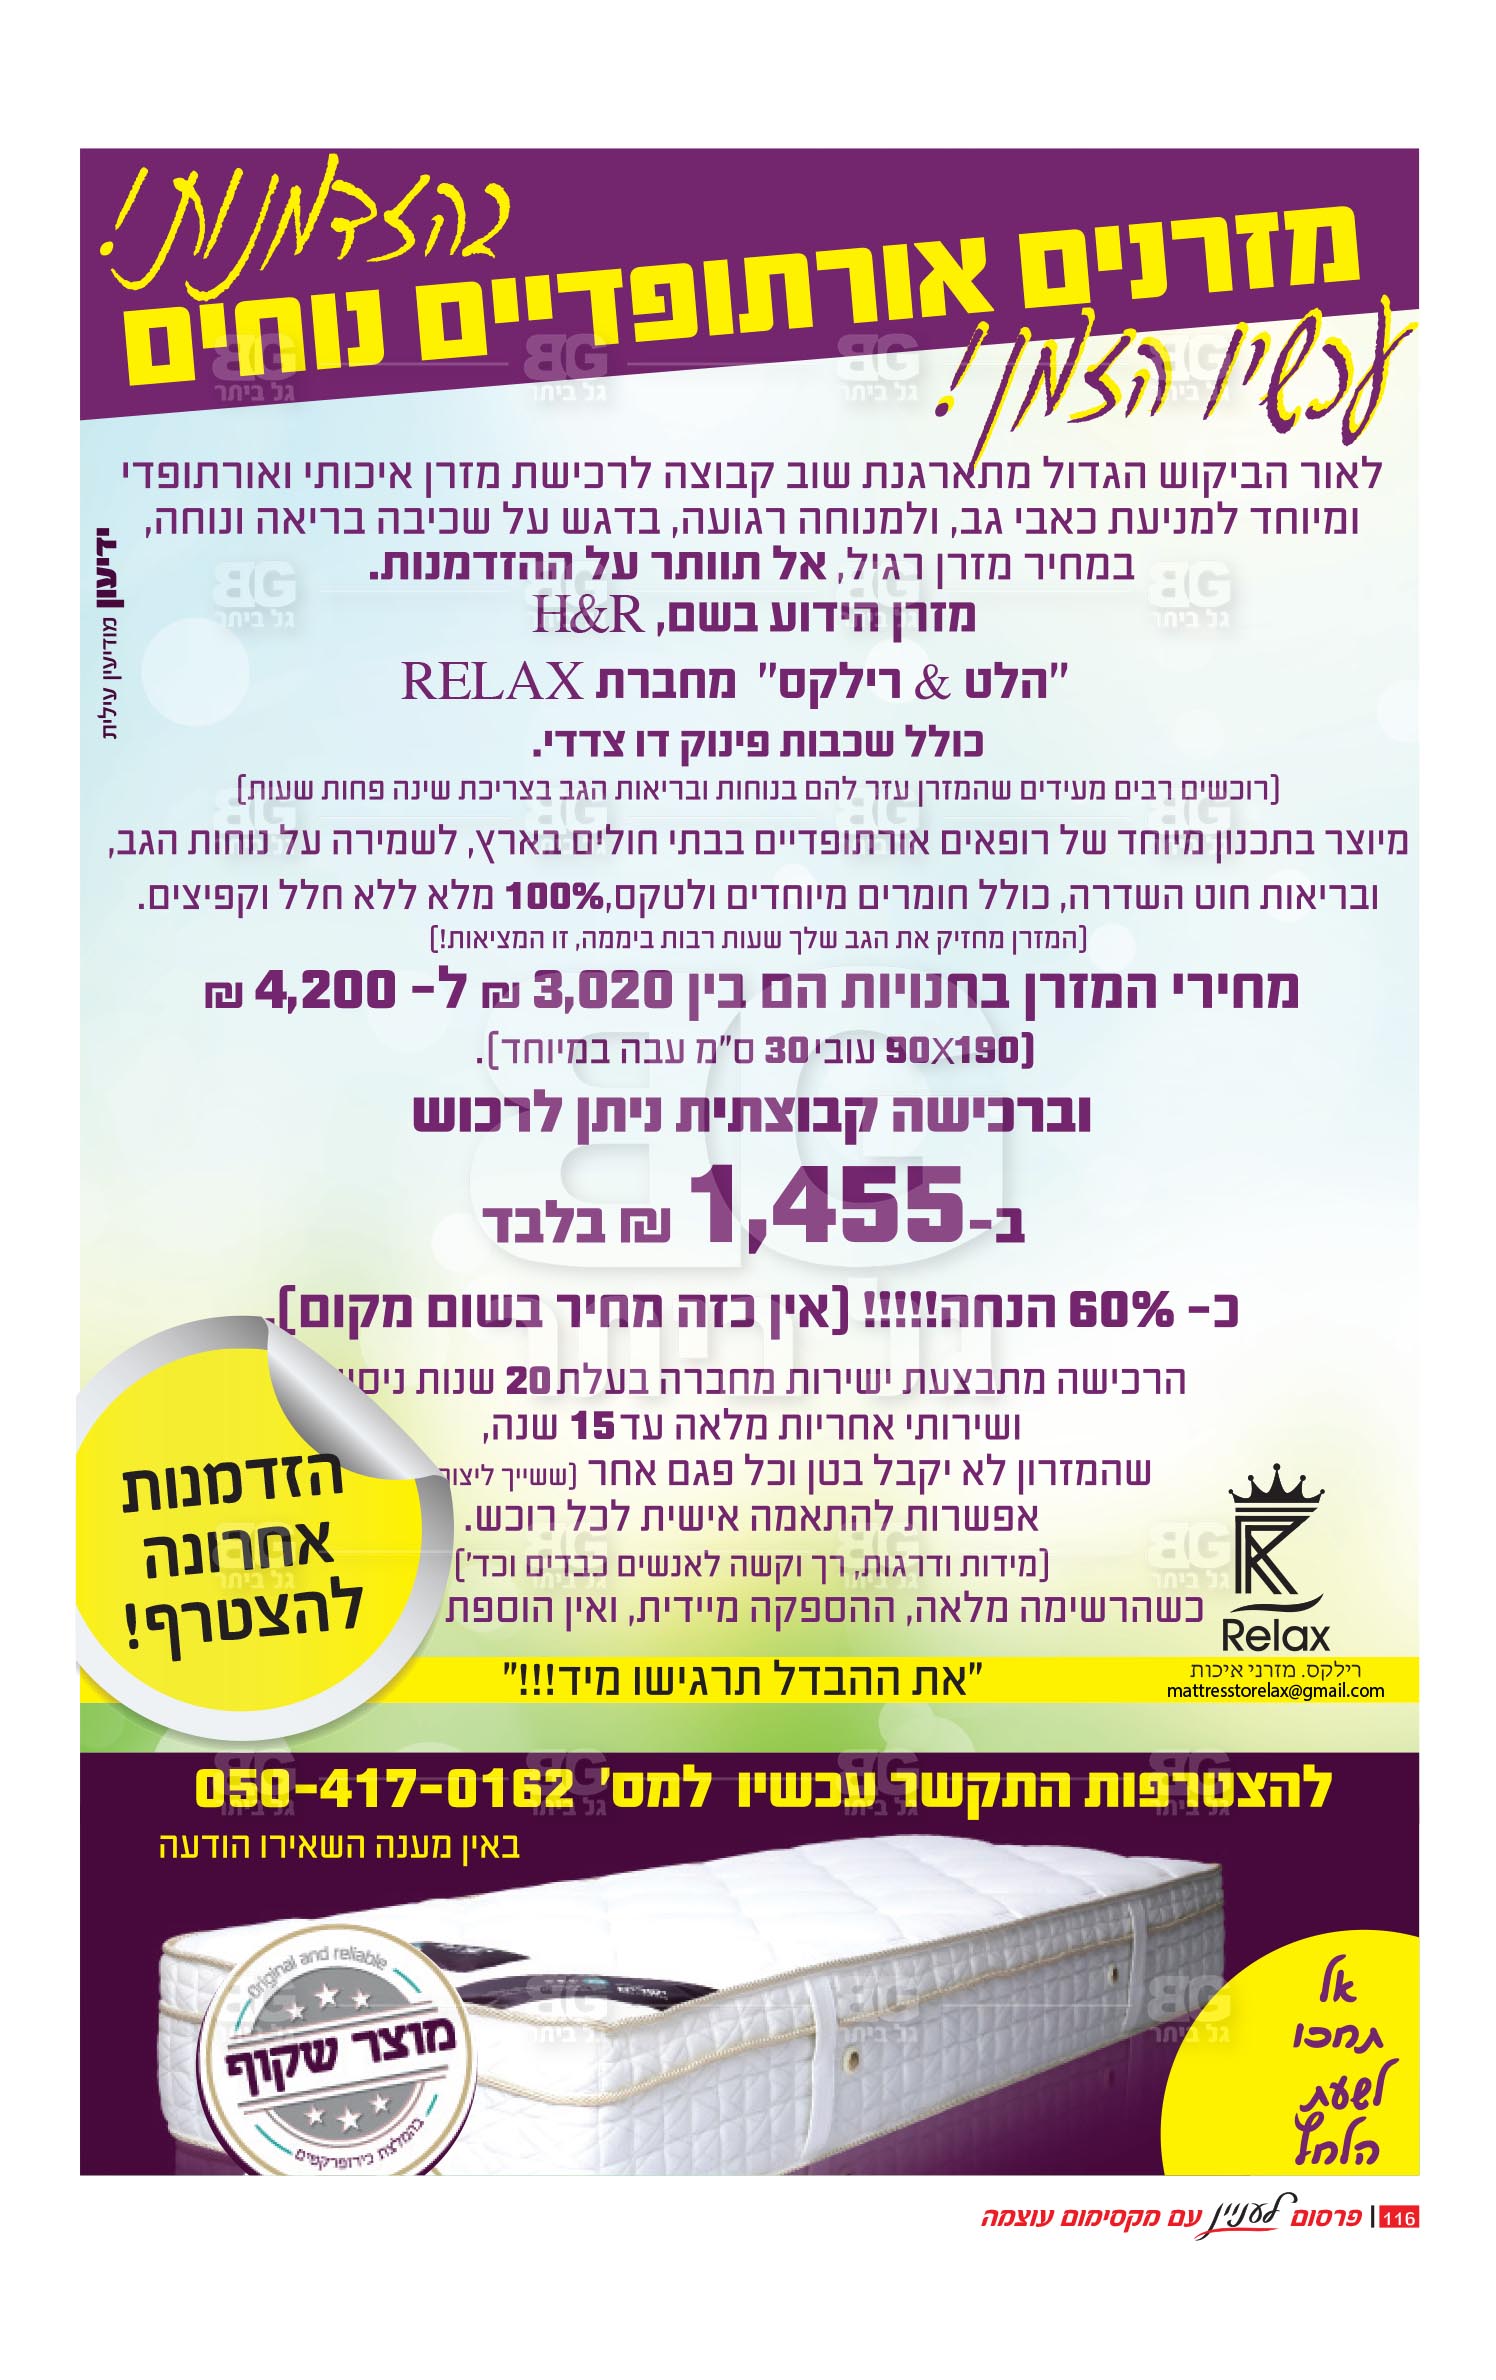 בהזדמנות!
מזרנים אורתופדיים נוחים
עכשיו הזמן!
לאור הביקוש הגדול מתארגנת שוב קבוצה לרכישת מזרן איכותי ואורתופדי
ומיוחד למניעת כאבי גב, ולמנוחה רגועה, בדגש על שכיבה בריאה ונוחה,
במחיר מזרן רגיל, אל תוותר על ההזדמנות.
מזרן הידוע בשם, H&R
"הלט & רילקס" מחברת RELAX
כולל שכבות פינוק דו צדדי.
(רוכשים רבים מעידים שהמזרן עזר להם בנוחות ובריאות הגב בצריכת שינה פחות שעות)
מיוצר בתכנון מיוחד של רופאים אורתופדיים בבתי חולים בארץ, לשמירה על נוחות הגב,
ובריאות חוט השדרה, כולל חומרים מיוחדים ולטקס,100% מלא ללא חלל וקפיצים.
(המזרן מחזיק את הגב שלך שעות רבות ביממה, זו המציאות!)
מחירי המזרן בחנויות הם בין 3,020 ₪ ל- 4,200 ₪
(90X190 עובי 30 ס"מ עבה במיוחד).
וברכישה קבוצתית ניתן לרכוש
ב-1,455 ₪ בלבד
כ- 60% הנחה!!!!! (אין כזה מחיר בשום מקום).
הרכישה מתבצעת ישירות מחברה בעלת 20 שנות
ושירותי אחריות מלאה עד 15 שנה,
שהמזרון לא יקבל בטן וכל פגם אחר (ששייך
אפשרות להתאמה אישית לכל רוכש.
(מידות ודרגות, רך וקשה לאנשים כבדים וכד')
כשהרשימה מלאה, ההספקה מיידית, ואין הוספת
הזדמנות
אחרונה
להצטרף!
"את ההבדל תרגישו מיד!!!"
Relax
רילקס. מזרני איכות
mattresstorelax@gmail.com
ידיעון מודיעין עילית
להצטרפות התקשר עכשיו למס' 050-417-0162
באין מענה השאירו הודעה
Original and reliable
מוצר שקוף
בהמלצת כירופרקטים
אל
תחכו
לשעת
הלחץ
116 | פרסום לעניין עם מקסימום עוצמה
BG
גל ביתר